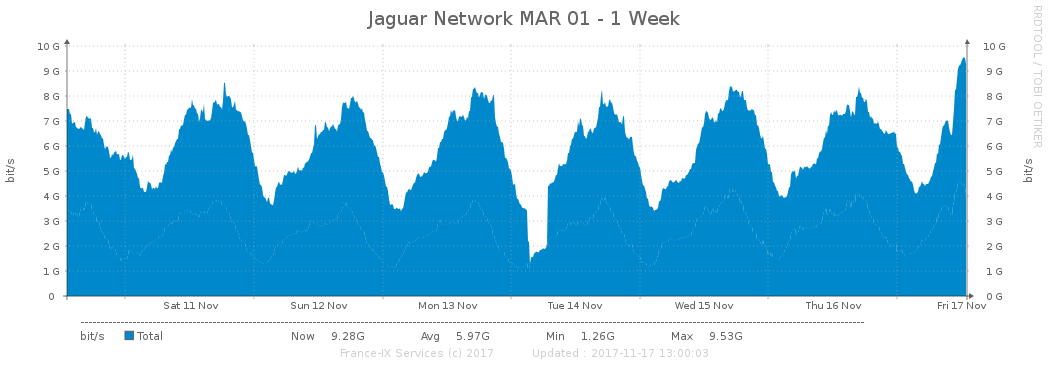 Jaguar Network MAR 01 - 1 Week
RRDTOOL / TOBI OETIKER
bit/s
bit/s
10 G 10 G
9 G 9 G
8 G 8 G
7 G 7 G
6 G 6 G
5 G 5 G
4 G 4 G
3 G 3 G
2 G 2 G
1 G 1 G
0 0 G
Sat 11 Nov Sun 12 Nov Mon 13 Nov Tue 14 Nov Wed 15 Nov Thu 16 Nov Fri 17 Nov
bit/s Total Now 9.28G Avg 5.97G Min 1.26G Max 9.53G
France-IX Services (c) 2017 Updated : 2017-11-17 13:00:03